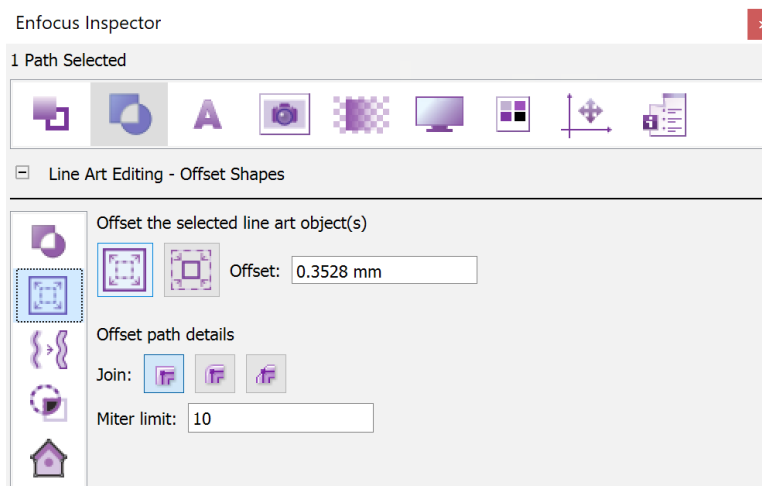 Enfocus Inspector
1 Path Selected
Line Art Editing - Offset Shapes
Offset the selected line art object(s)
Offset: 0.3528 mm
Offset path details
Join:
Miter limit: 10